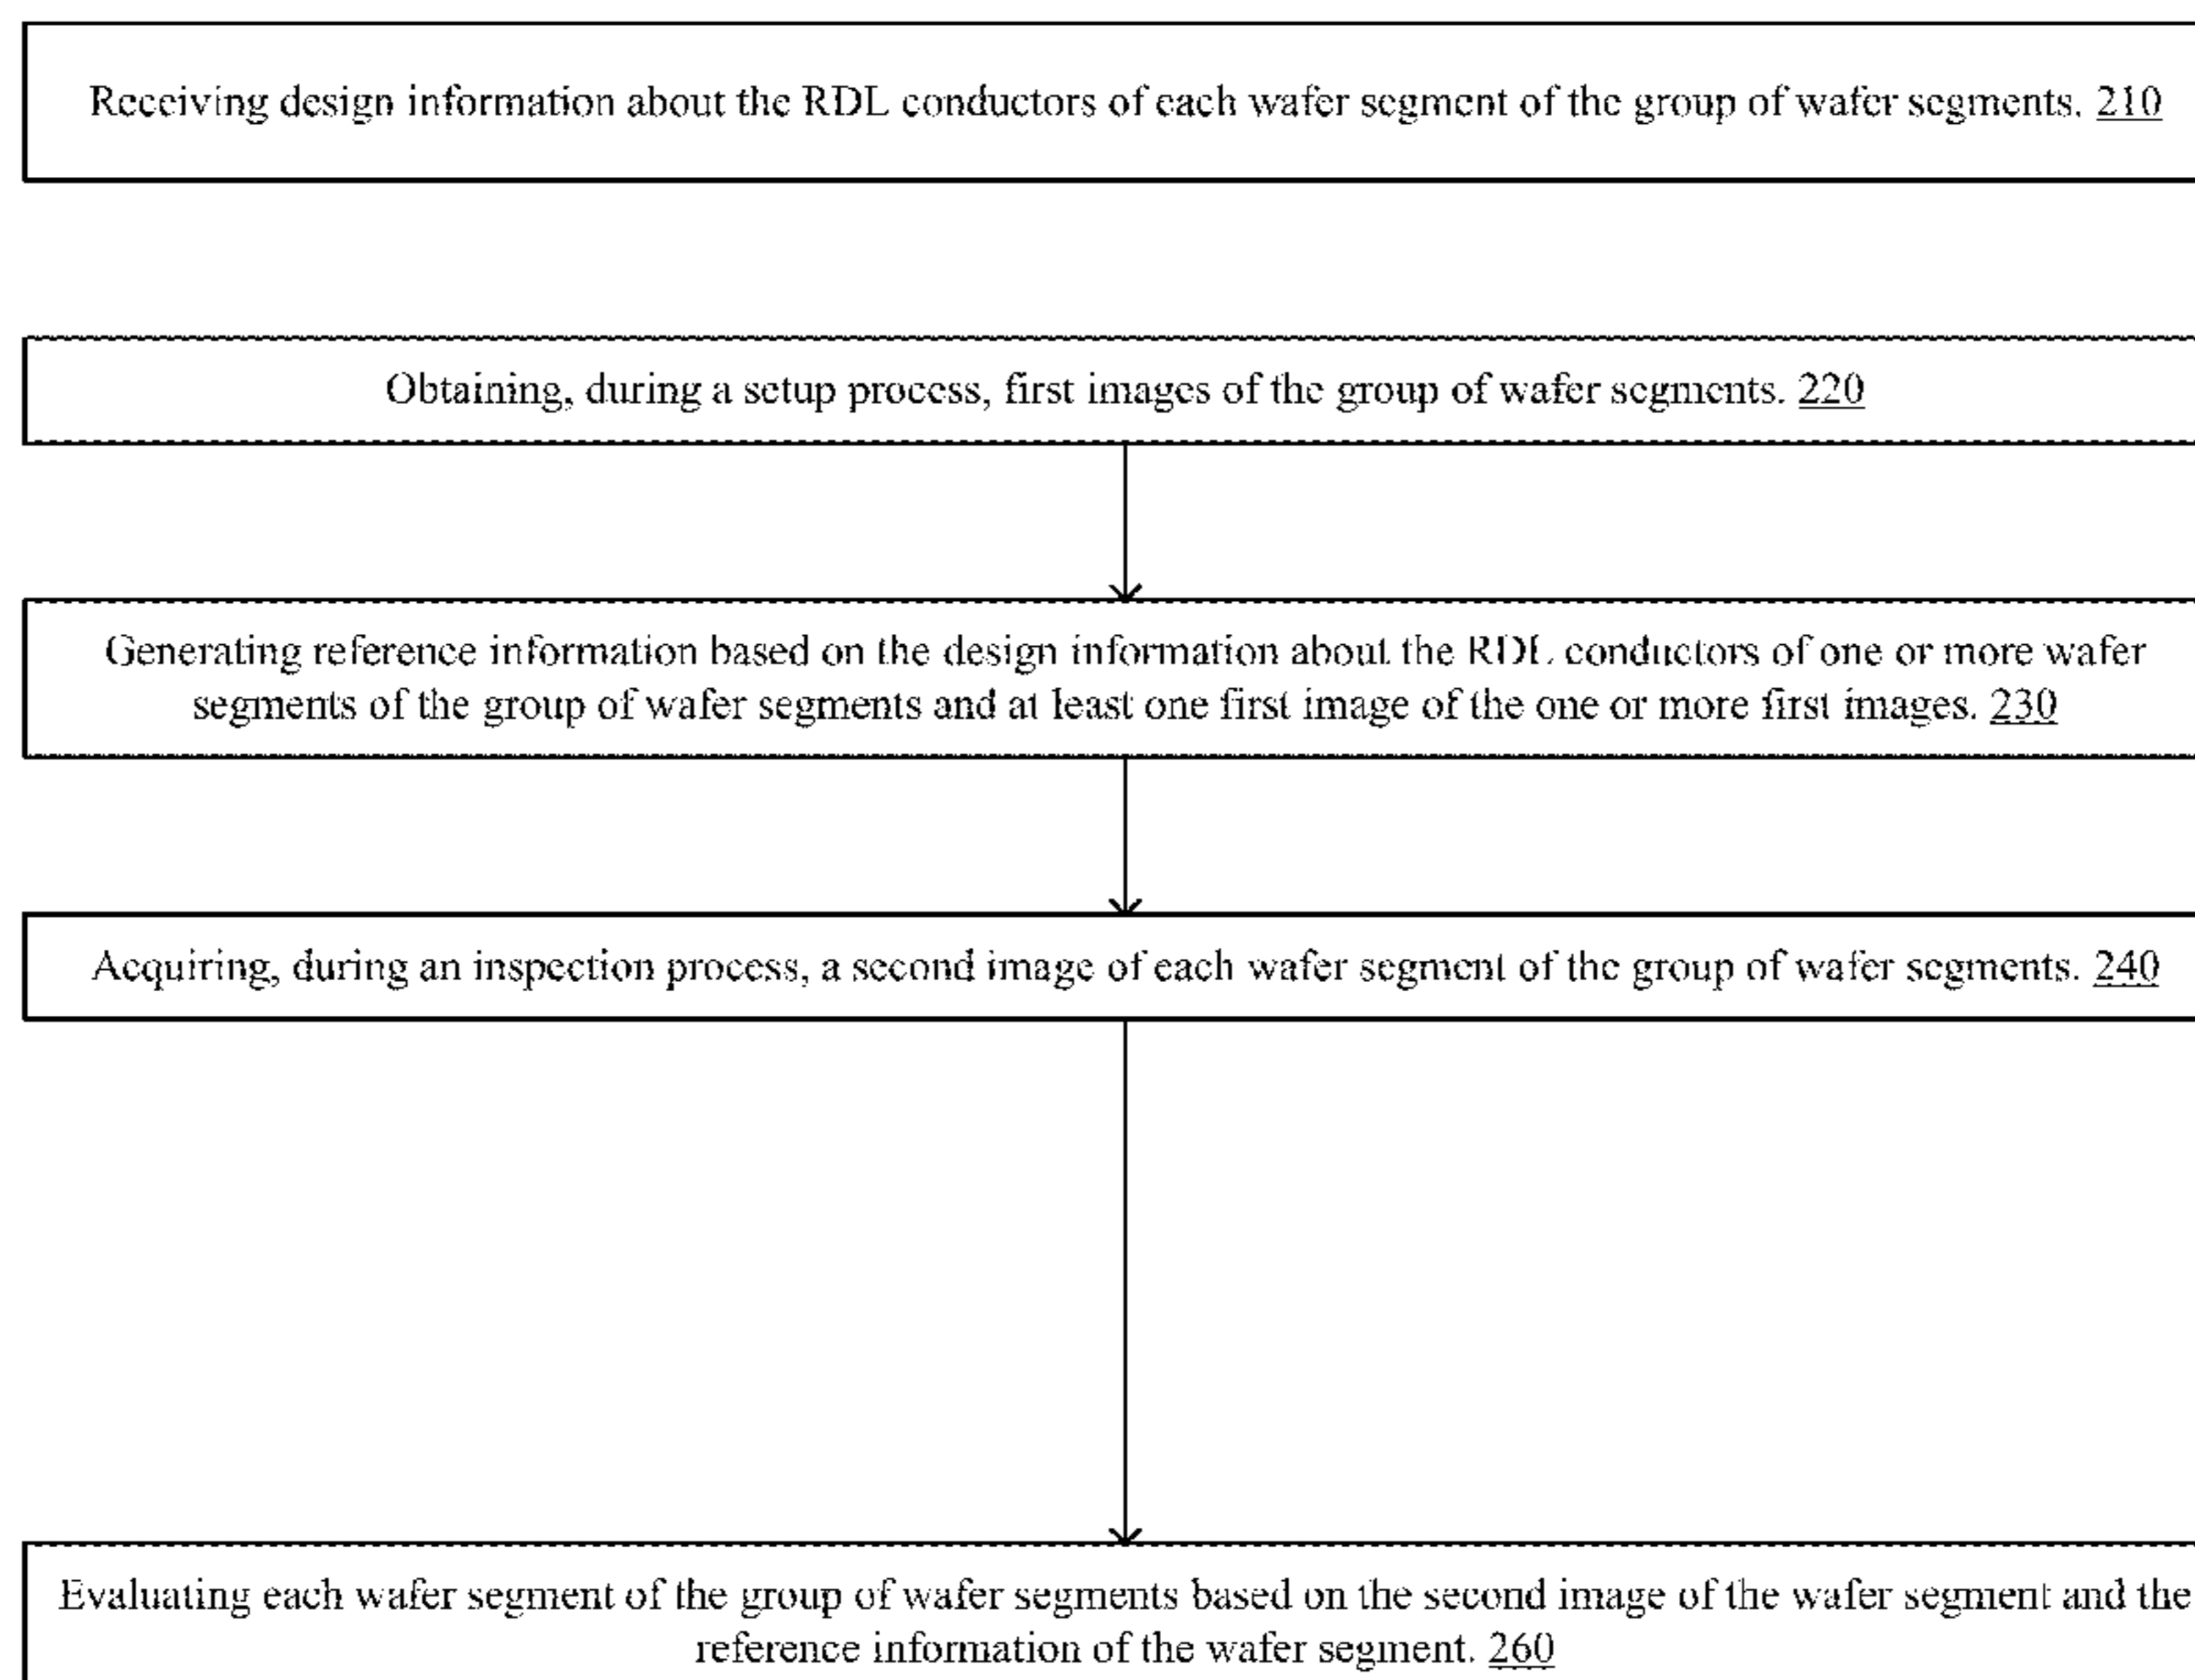 Receiving design information about the RDL conductors of each wafer segment of the group of wafer segments. 210
Obtaining, during a setup process, first images of the group of wafer segments. 220
Generating reference information based on the design information about the RDL conductors of one or more wafer
segments of the group of wafer segments and at least one first image of the one or more first images. 230
Acquiring, during an inspection process, a second image of each wafer segment of the group of wafer segments. 240
Evaluating each wafer segment of the group of wafer segments based on the second image of the wafer segment and the
reference information of the wafer segment. 260